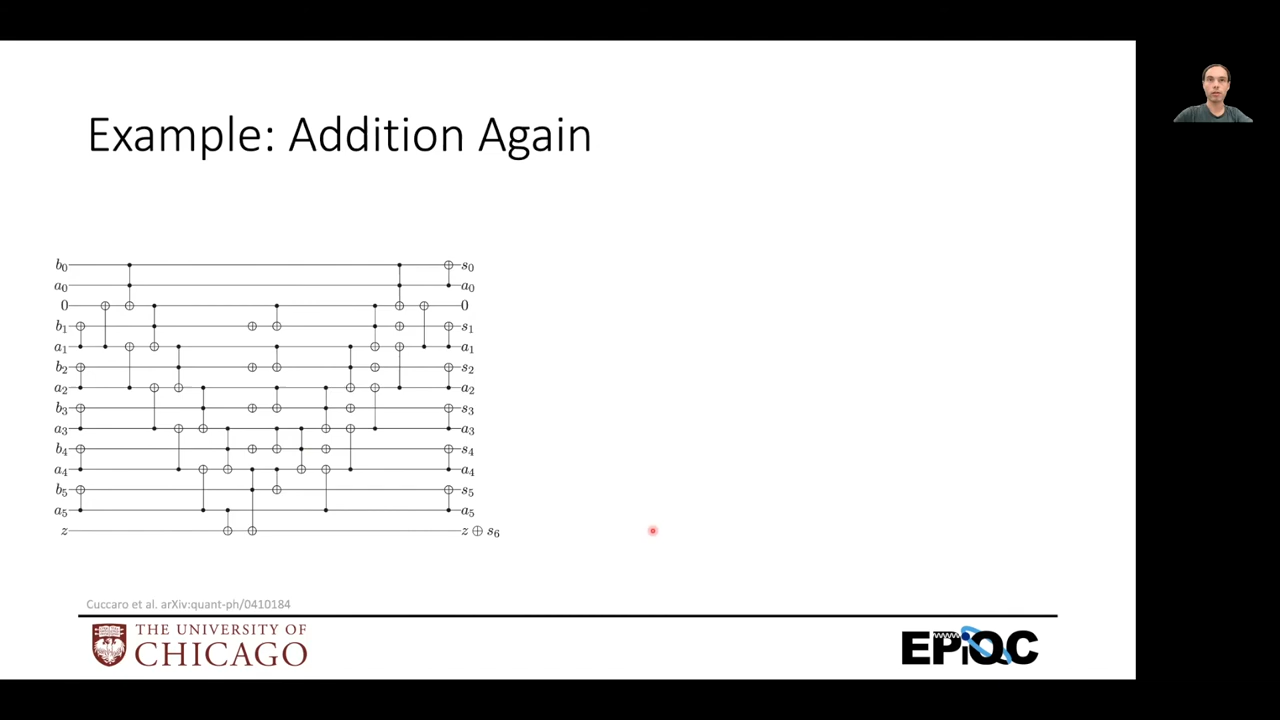 Example: Addition Again
b₀ s₀
a₀ a₀
0 0
b₁ s₁
a₁ a₁
b₂ s₂
a₂ a₂
b₃ s₃
a₃ a₃
b₄ s₄
a₄ a₄
b₅ s₅
a₅ a₅
z z ⊕ s₆
Cuccaro et al. arXiv:quant-ph/0410184
THE UNIVERSITY OF
CHICAGO
EPiQC